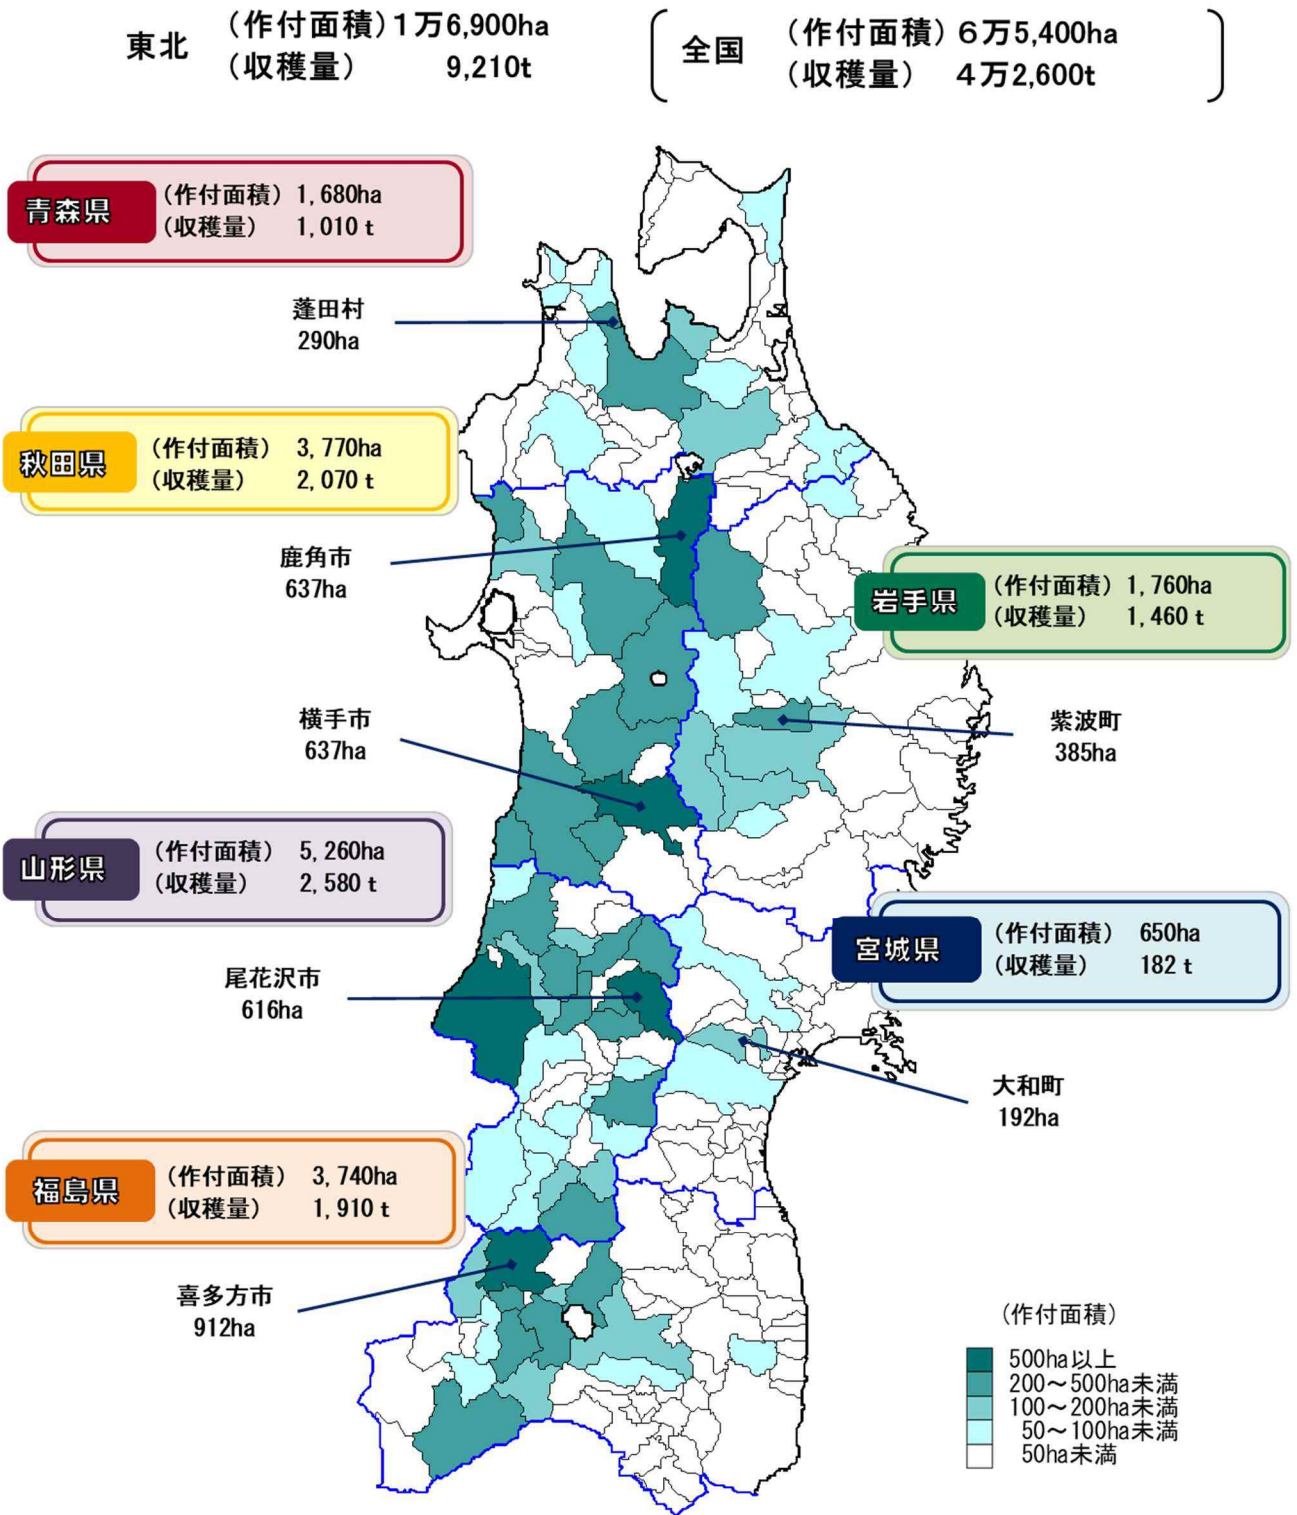 東北
(作付面積)1万6,900ha
(収穫量) 9,210t
全国
(作付面積) 6万5,400ha
(収穫量) 4万2,600t
青森県
(作付面積) 1,680ha
(収穫量) 1,010 t
蓬田村
290ha
秋田県
(作付面積) 3,770ha
(収穫量) 2,070 t
鹿角市
637ha
岩手県
(作付面積) 1,760ha
(収穫量) 1,460 t
横手市
637ha
紫波町
385ha
山形県
(作付面積) 5,260ha
(収穫量) 2,580 t
宮城県
(作付面積) 650ha
(収穫量) 182 t
尾花沢市
616ha
大和町
192ha
福島県
(作付面積) 3,740ha
(収穫量) 1,910 t
喜多方市
912ha
(作付面積)
500ha以上
200～500ha未満
100～200ha未満
50～100ha未満
50ha未満